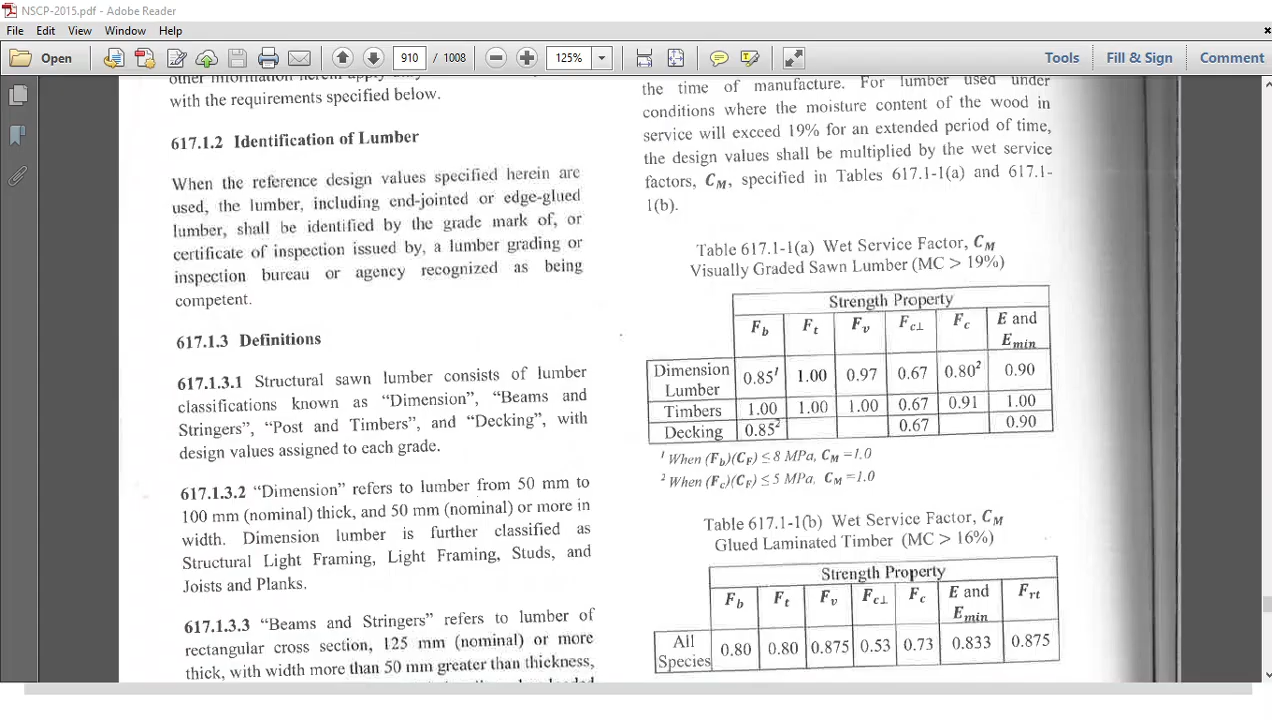 NSCP-2015.pdf - Adobe Reader
File Edit View Window Help
Open 910 / 1008 125% Tools Fill & Sign Comment
with the requirements specified below.
617.1.2 Identification of Lumber
When the reference design values specified herein are
used, the lumber, including end-jointed or edge-glued
lumber, shall be identified by the grade mark of, or
certificate of inspection issued by, a lumber grading or
inspection bureau or agency recognized as being
competent.
617.1.3 Definitions
617.1.3.1 Structural sawn lumber consists of lumber
classifications known as “Dimension”, “Beams and
Stringers”, “Post and Timbers”, and “Decking”, with
design values assigned to each grade.
617.1.3.2 “Dimension” refers to lumber from 50 mm to
100 mm (nominal) thick, and 50 mm (nominal) or more in
width. Dimension lumber is further classified as
Structural Light Framing, Light Framing, Studs, and
Joists and Planks.
617.1.3.3 “Beams and Stringers” refers to lumber of
rectangular cross section, 125 mm (nominal) or more
thick, with width more than 50 mm greater than thickness,
the time of manufacture. For lumber used under
conditions where the moisture content of the wood in
service will exceed 19% for an extended period of time,
the design values shall be multiplied by the wet service
factors, CM, specified in Tables 617.1-1(a) and 617.1-
1(b).
Table 617.1-1(a) Wet Service Factor, CM
Visually Graded Sawn Lumber (MC > 19%)
Strength Property
Fb Ft Fv Fc⊥ Fc E and
Emin
Dimension
Lumber 0.85¹ 1.00 0.97 0.67 0.80² 0.90
Timbers 1.00 1.00 1.00 0.67 0.91 1.00
Decking 0.85² 0.67 0.90
¹ When (Fb)(CF) ≤ 8 MPa, CM =1.0
² When (Fc)(CF) ≤ 5 MPa, CM =1.0
Table 617.1-1(b) Wet Service Factor, CM
Glued Laminated Timber (MC > 16%)
Strength Property
Fb Ft Fv Fc⊥ Fc E and
Emin Frt
All
Species 0.80 0.80 0.875 0.53 0.73 0.833 0.875